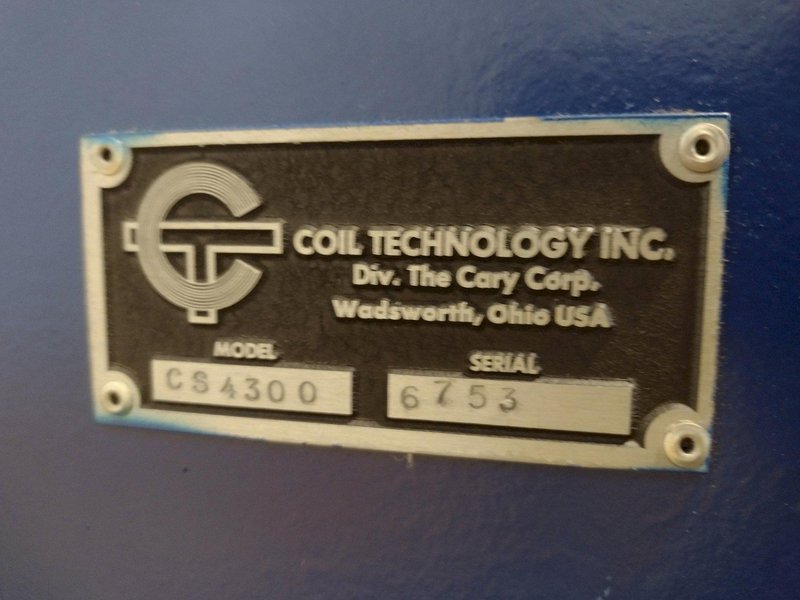 COIL TECHNOLOGY INC.
Div. The Cary Corp.
Wadsworth, Ohio USA
MODEL
CS4300
SERIAL
6753